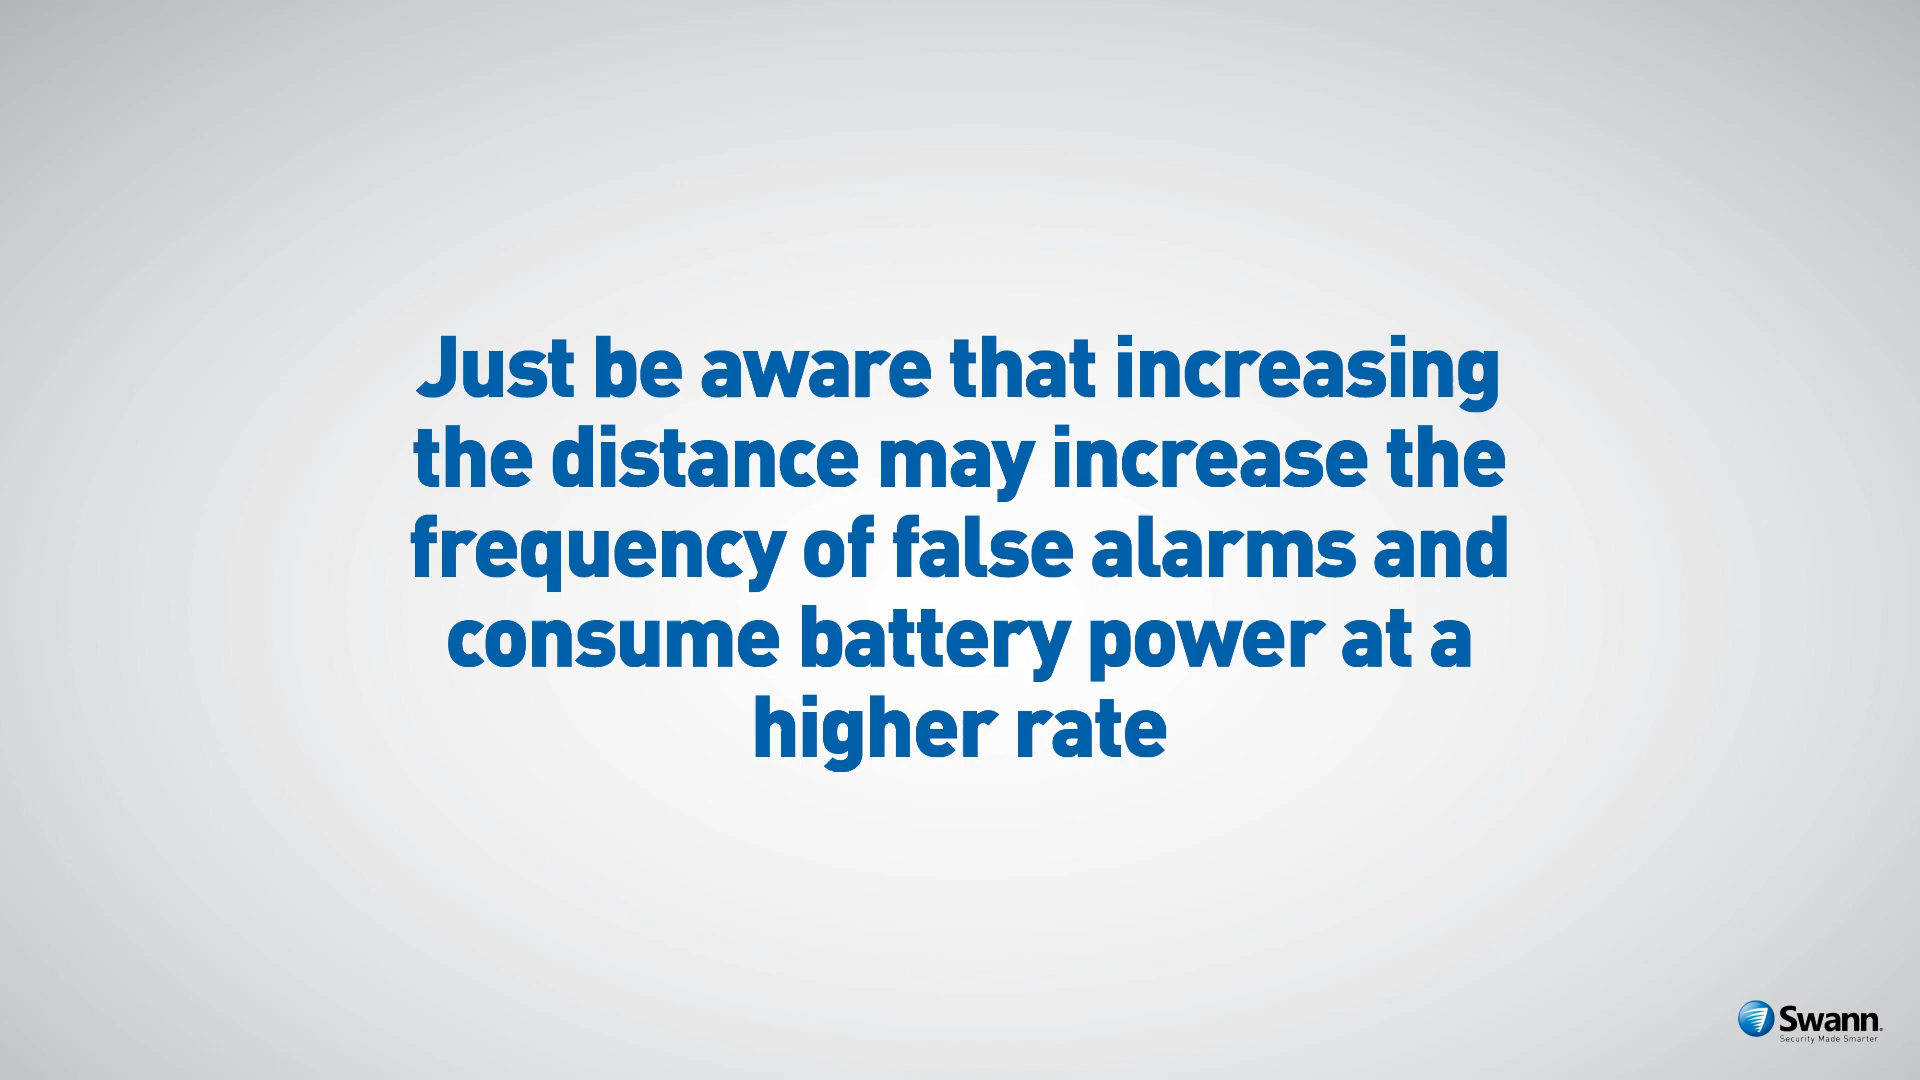 Just be aware that increasing
the distance may increase the
frequency of false alarms and
consume battery power at a
higher rate
Swann.
Security Made Smarter